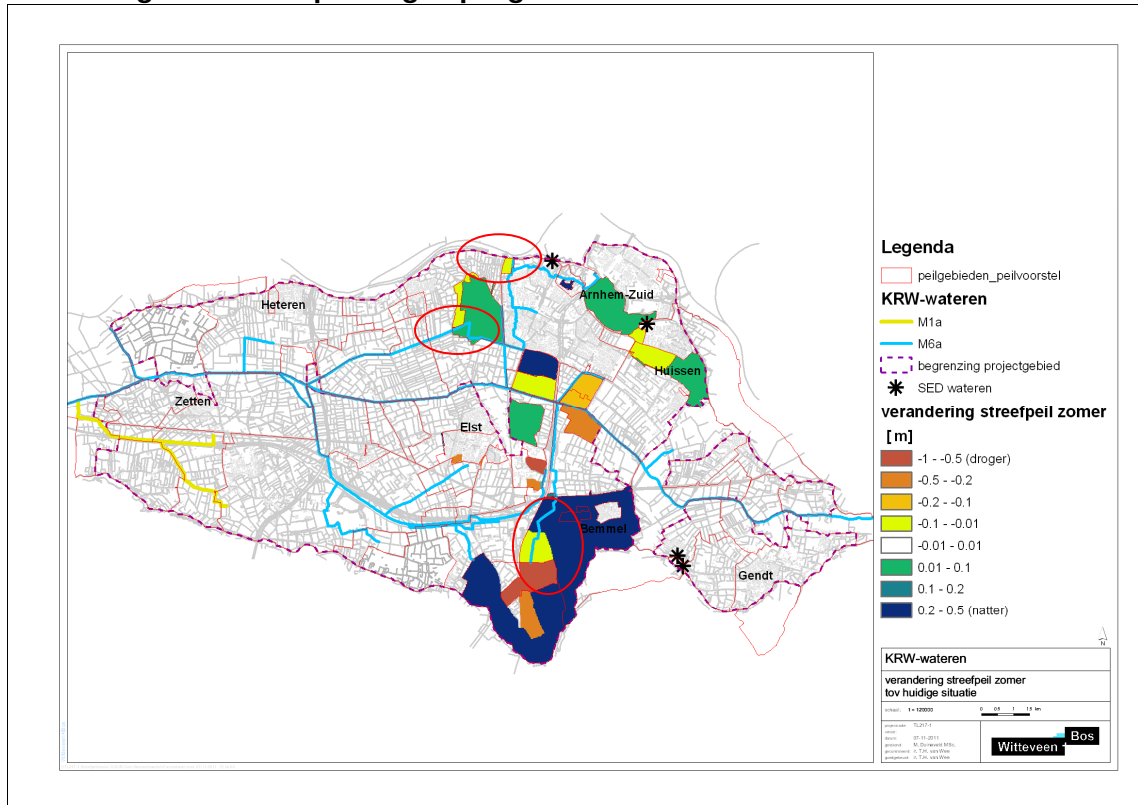 Heteren
Arnhem-Zuid
Huissen
Zetten
Elst
Bemmel
Gendt
Legenda
peilgebieden_peilvoorstel
KRW-wateren
M1a
M6a
begrenzing projectgebied
SED wateren
verandering streefpeil zomer
[m]
-1 - -0.5 (droger)
-0.5 - -0.2
-0.2 - -0.1
-0.1 - -0.01
-0.01 - 0.01
0.01 - 0.1
0.1 - 0.2
0.2 - 0.5 (natter)
N
KRW-wateren
verandering streefpeil zomer
tov huidige situatie
schaal: 1 = 120000 0 0.5 1 1.5 km
TL217-1
07-11-2011
Witteveen + Bos